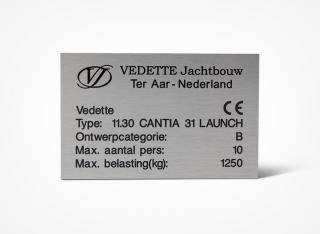 VEDETTE Jachtbouw
Ter Aar - Nederland
Vedette CE
Type: 11.30 CANTIA 31 LAUNCH
Ontwerpcategorie: B
Max. aantal pers: 10
Max. belasting(kg): 1250